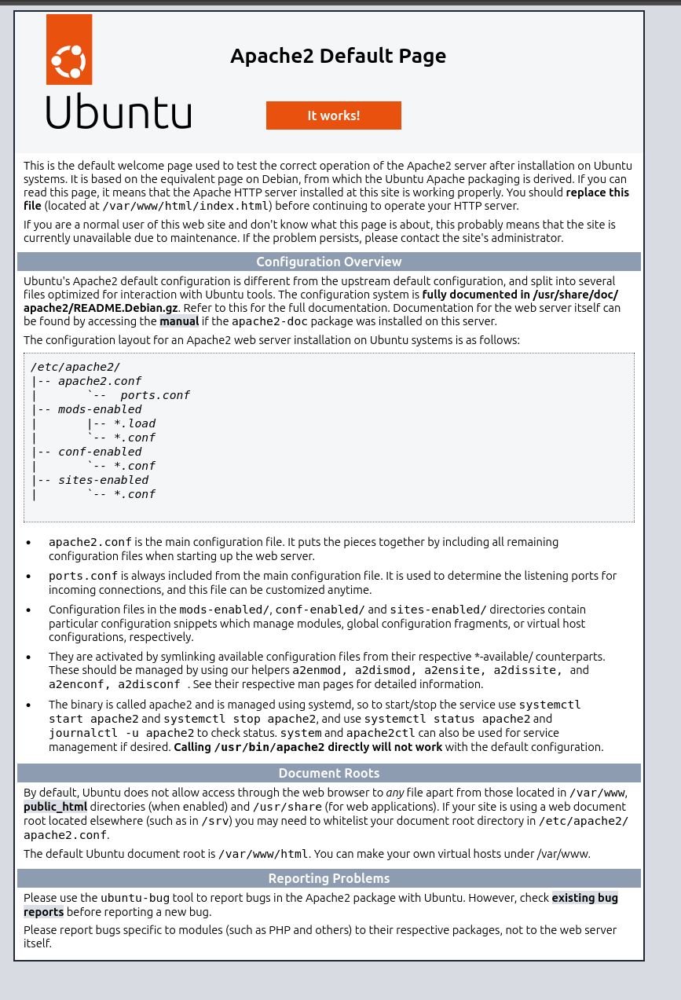 Apache2 Default Page
Ubuntu
It works!
This is the default welcome page used to test the correct operation of the Apache2 server after installation on Ubuntu
systems. It is based on the equivalent page on Debian, from which the Ubuntu Apache packaging is derived. If you can
read this page, it means that the Apache HTTP server installed at this site is working properly. You should replace this
file (located at /var/www/html/index.html) before continuing to operate your HTTP server.
If you are a normal user of this web site and don't know what this page is about, this probably means that the site is
currently unavailable due to maintenance. If the problem persists, please contact the site's administrator.
Configuration Overview
Ubuntu's Apache2 default configuration is different from the upstream default configuration, and split into several
files optimized for interaction with Ubuntu tools. The configuration system is fully documented in /usr/share/doc/
apache2/README.Debian.gz. Refer to this for the full documentation. Documentation for the web server itself can
be found by accessing the manual if the apache2-doc package was installed on this server.
The configuration layout for an Apache2 web server installation on Ubuntu systems is as follows:
/etc/apache2/
|-- apache2.conf
|       `--  ports.conf
|-- mods-enabled
|       |-- *.load
|       `-- *.conf
|-- conf-enabled
|       `-- *.conf
|-- sites-enabled
|       `-- *.conf
• apache2.conf is the main configuration file. It puts the pieces together by including all remaining
configuration files when starting up the web server.
• ports.conf is always included from the main configuration file. It is used to determine the listening ports for
incoming connections, and this file can be customized anytime.
• Configuration files in the mods-enabled/, conf-enabled/ and sites-enabled/ directories contain
particular configuration snippets which manage modules, global configuration fragments, or virtual host
configurations, respectively.
• They are activated by symlinking available configuration files from their respective *-available/ counterparts.
These should be managed by using our helpers a2enmod, a2dismod, a2ensite, a2dissite, and
a2enconf, a2disconf . See their respective man pages for detailed information.
• The binary is called apache2 and is managed using systemd, so to start/stop the service use systemctl
start apache2 and systemctl stop apache2, and use systemctl status apache2 and
journalctl -u apache2 to check status. system and apache2ctl can also be used for service
management if desired. Calling /usr/bin/apache2 directly will not work with the default configuration.
Document Roots
By default, Ubuntu does not allow access through the web browser to any file apart from those located in /var/www,
public_html directories (when enabled) and /usr/share (for web applications). If your site is using a web document
root located elsewhere (such as in /srv) you may need to whitelist your document root directory in /etc/apache2/
apache2.conf.
The default Ubuntu document root is /var/www/html. You can make your own virtual hosts under /var/www.
Reporting Problems
Please use the ubuntu-bug tool to report bugs in the Apache2 package with Ubuntu. However, check existing bug
reports before reporting a new bug.
Please report bugs specific to modules (such as PHP and others) to their respective packages, not to the web server
itself.